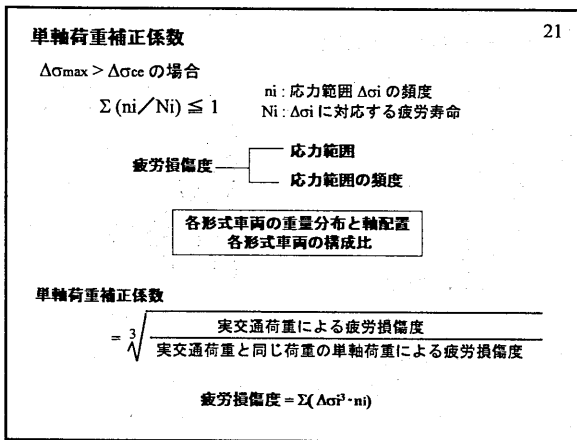 単軸荷重補正係数
21
Δσmax > Δσce の場合
Σ (ni／Ni) ≦ 1
ni : 応力範囲 Δσi の頻度
Ni : Δσi に対応する疲労寿命
疲労損傷度
応力範囲
応力範囲の頻度
各形式車両の重量分布と軸配置
各形式車両の構成比
単軸荷重補正係数
= 3√
実交通荷重による疲労損傷度
実交通荷重と同じ荷重の単軸荷重による疲労損傷度
疲労損傷度 = Σ( Δσi³・ni)